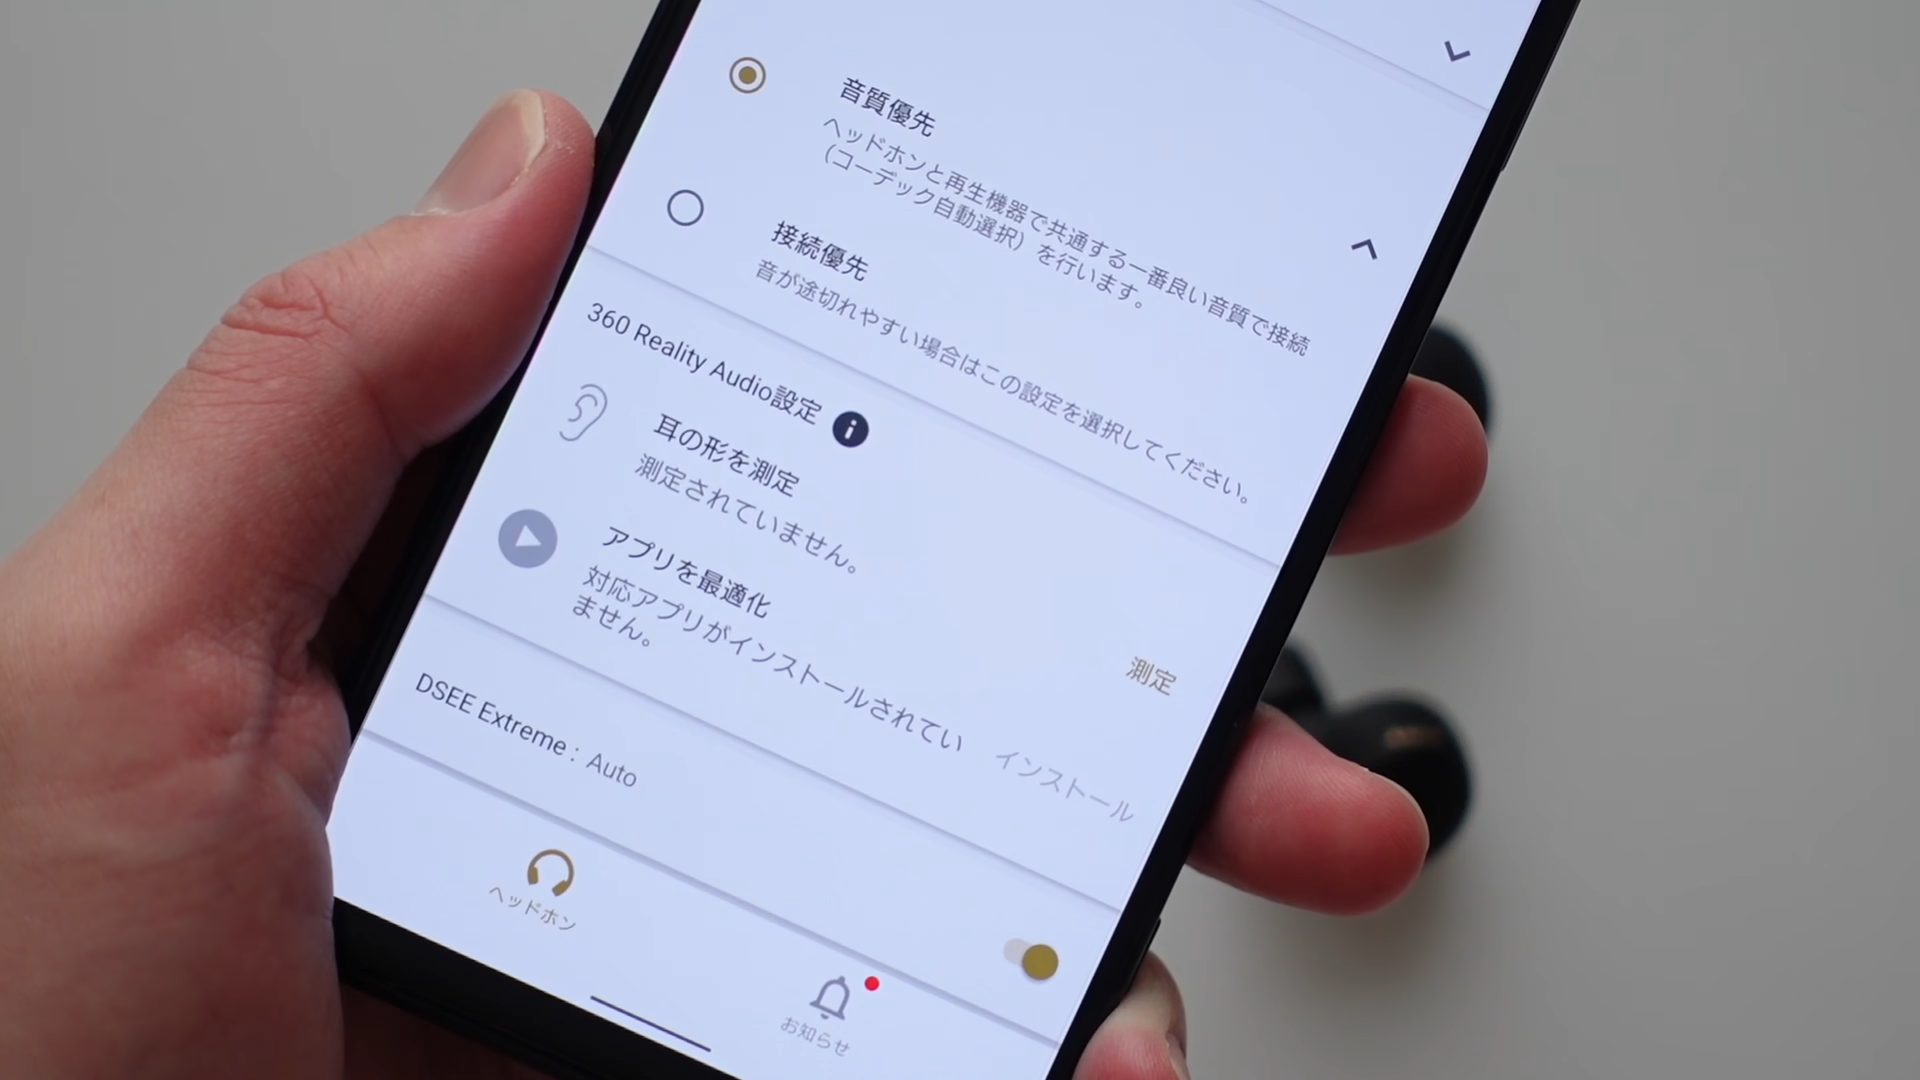 音質優先
ヘッドホンと再生機器で共通する一番良い音質で接続
（コーデック自動選択）を行います。
接続優先
音が途切れやすい場合はこの設定を選択してください。
360 Reality Audio設定
耳の形を測定
測定されていません。
測定
アプリを最適化
対応アプリがインストールされてい
ません。
インストール
DSEE Extreme : Auto
ヘッドホン
お知らせ